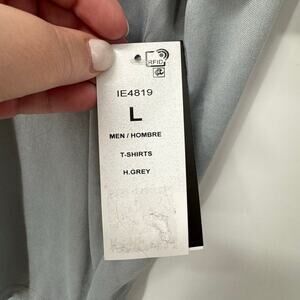 RFID
IE4819
L
MEN / HOMBRE
T-SHIRTS
H.GREY